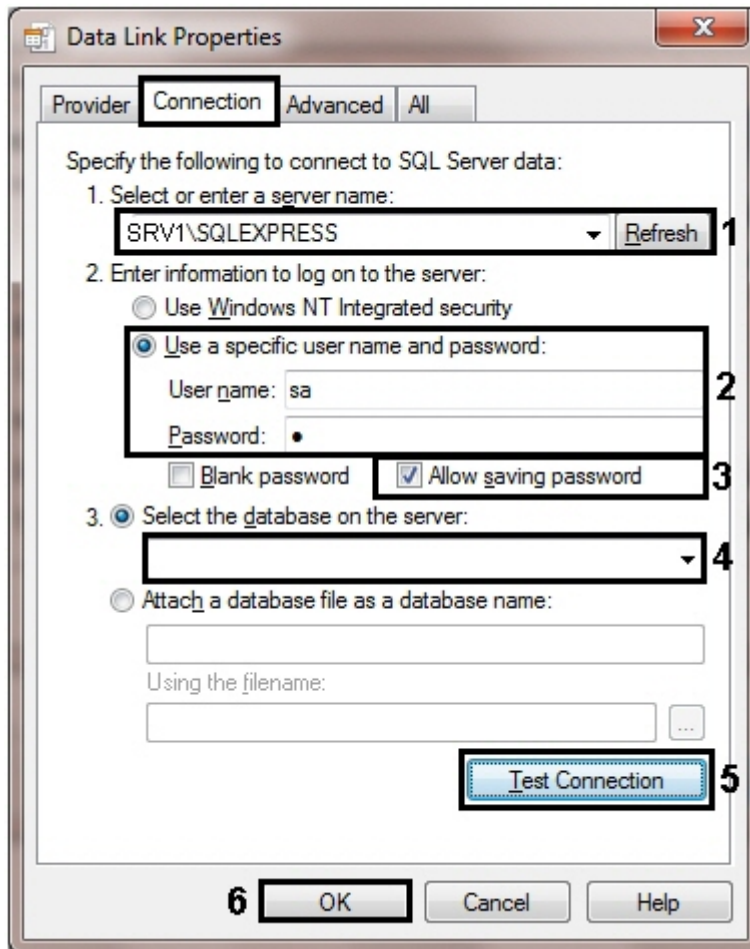 Data Link Properties
Provider Connection Advanced All
Specify the following to connect to SQL Server data:
1. Select or enter a server name:
SRV1\SQLEXPRESS Refresh 1
2. Enter information to log on to the server:
Use Windows NT Integrated security
Use a specific user name and password:
User name: sa 2
Password: ●
Blank password Allow saving password 3
3. Select the database on the server:
4
Attach a database file as a database name:
Using the filename:
...
Test Connection 5
6 OK Cancel Help